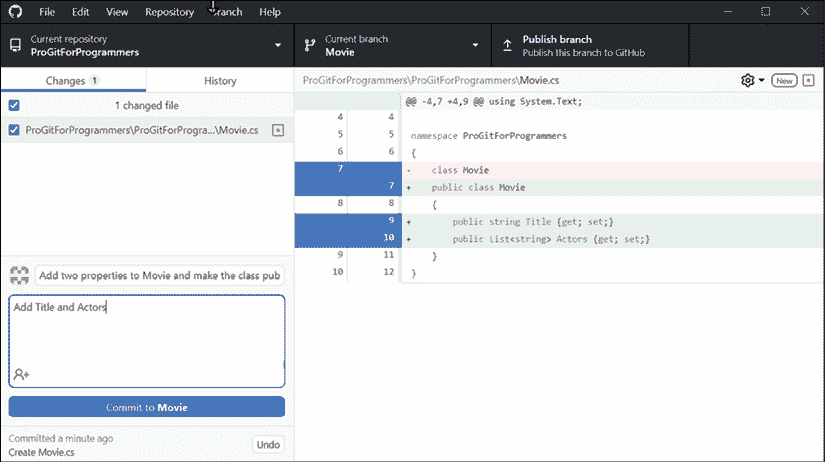 File Edit View Repository Branch Help
Current repository
ProGitForProgrammers
Current branch
Movie
Publish branch
Publish this branch to GitHub
Changes 1
History
1 changed file
ProGitForProgrammers\ProGitForProgra...\Movie.cs
Add two properties to Movie and make the class pub
Add Title and Actors
Commit to Movie
Committed a minute ago
Create Movie.cs
Undo
ProGitForProgrammers\ProGitForProgrammers\Movie.cs
New
@@ -4,7 +4,9 @@ using System.Text;
4 4
5 5 namespace ProGitForProgrammers
6 6 {
7 - class Movie
7 + public class Movie
8 8 {
9 + public string Title {get; set;}
10 + public List<string> Actors {get; set;}
9 11 }
10 12 }